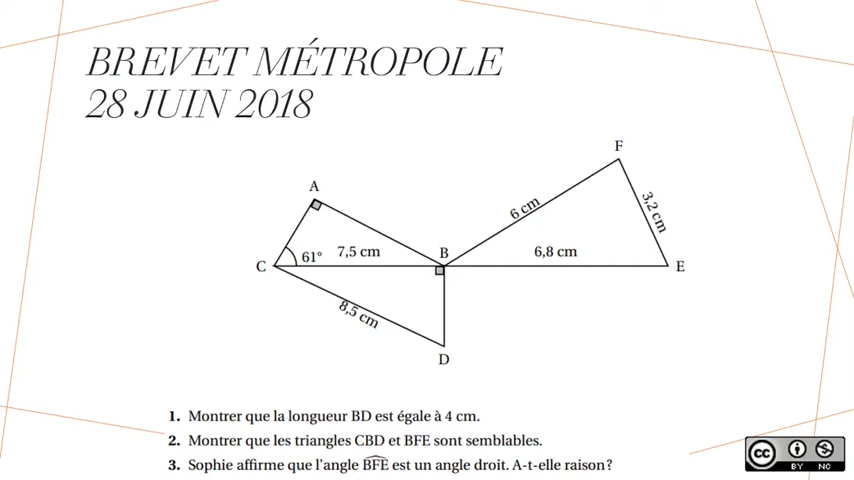 BREVET MÉTROPOLE
28 JUIN 2018
F
A
6 cm
3,2 cm
61°
7,5 cm
B
6,8 cm
C
E
8,5 cm
D
1. Montrer que la longueur BD est égale à 4 cm.
2. Montrer que les triangles CBD et BFE sont semblables.
3. Sophie affirme que l'angle BFE est un angle droit. A-t-elle raison ?
cc
BY NC